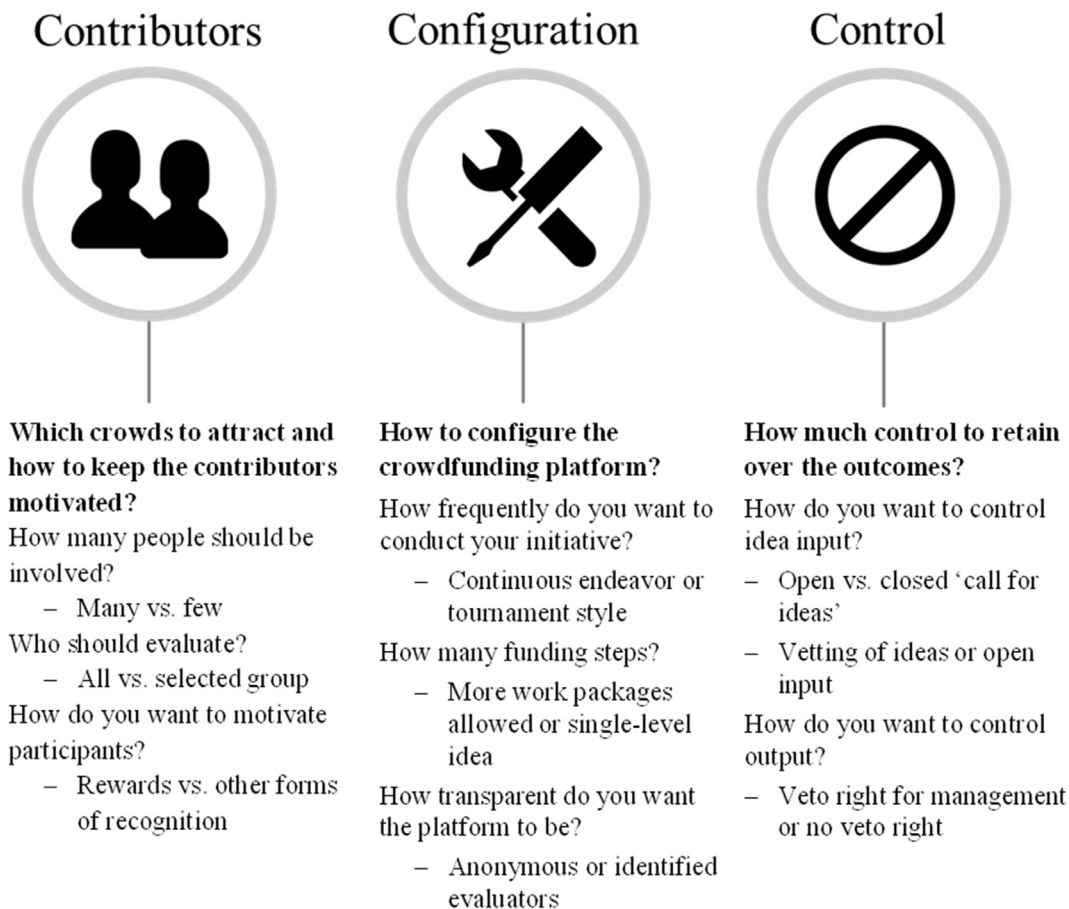 Contributors
Which crowds to attract and
how to keep the contributors
motivated?
How many people should be
involved?
– Many vs. few
Who should evaluate?
– All vs. selected group
How do you want to motivate
participants?
– Rewards vs. other forms
of recognition
Configuration
How to configure the
crowdfunding platform?
How frequently do you want to
conduct your initiative?
– Continuous endeavor or
tournament style
How many funding steps?
– More work packages
allowed or single-level
idea
How transparent do you want
the platform to be?
– Anonymous or identified
evaluators
Control
How much control to retain
over the outcomes?
How do you want to control
idea input?
– Open vs. closed ‘call for
ideas’
– Vetting of ideas or open
input
How do you want to control
output?
– Veto right for management
or no veto right